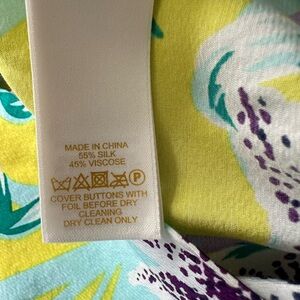 MADE IN CHINA
55% SILK
45% VISCOSE
P
COVER BUTTONS WITH
FOIL BEFORE DRY
CLEANING
DRY CLEAN ONLY